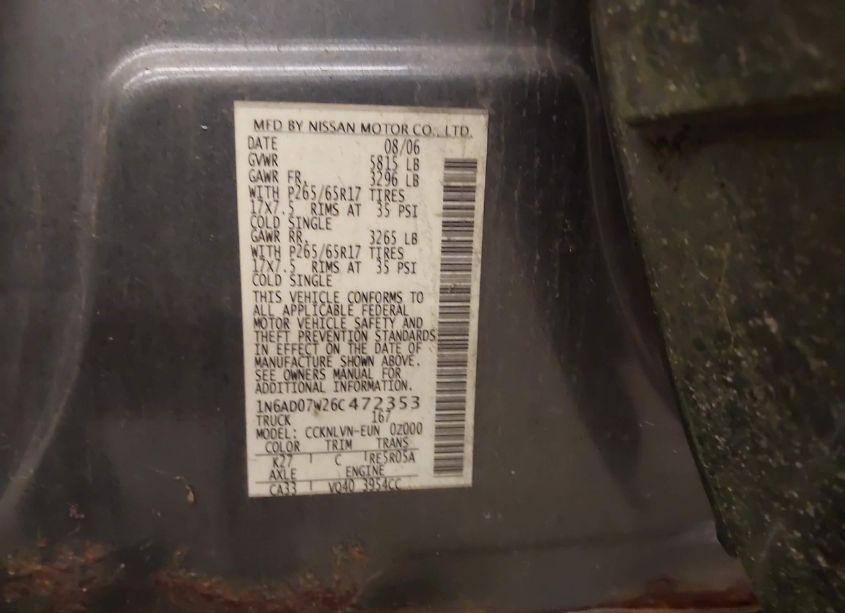 MFD BY NISSAN MOTOR CO., LTD.
DATE 08/06
GVWR 5815 LB
GAWR FR. 3296 LB
WITH P265/65R17 TIRES
17X7.5 RIMS AT 35 PSI
COLD SINGLE
GAWR RR. 3265 LB
WITH P265/65R17 TIRES
17X7.5 RIMS AT 35 PSI
COLD SINGLE
THIS VEHICLE CONFORMS TO
ALL APPLICABLE FEDERAL
MOTOR VEHICLE SAFETY AND
THEFT PREVENTION STANDARDS
IN EFFECT ON THE DATE OF
MANUFACTURE SHOWN ABOVE.
SEE OWNERS MANUAL FOR
ADDITIONAL INFORMATION.
1N6AD07W26C472353
TRUCK 167
MODEL: CCKNLVN-EUN 0Z000
COLOR TRIM TRANS
K27 C RE5R05A
AXLE ENGINE
CA33 VQ40 3954CC